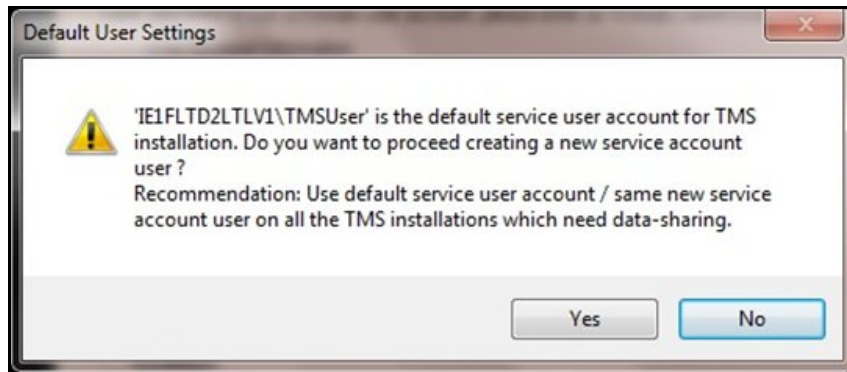 Default User Settings
'IE1FLTD2LTLV1\TMSUser' is the default service user account for TMS
installation. Do you want to proceed creating a new service account
user ?
Recommendation: Use default service user account / same new service
account user on all the TMS installations which need data-sharing.
Yes
No